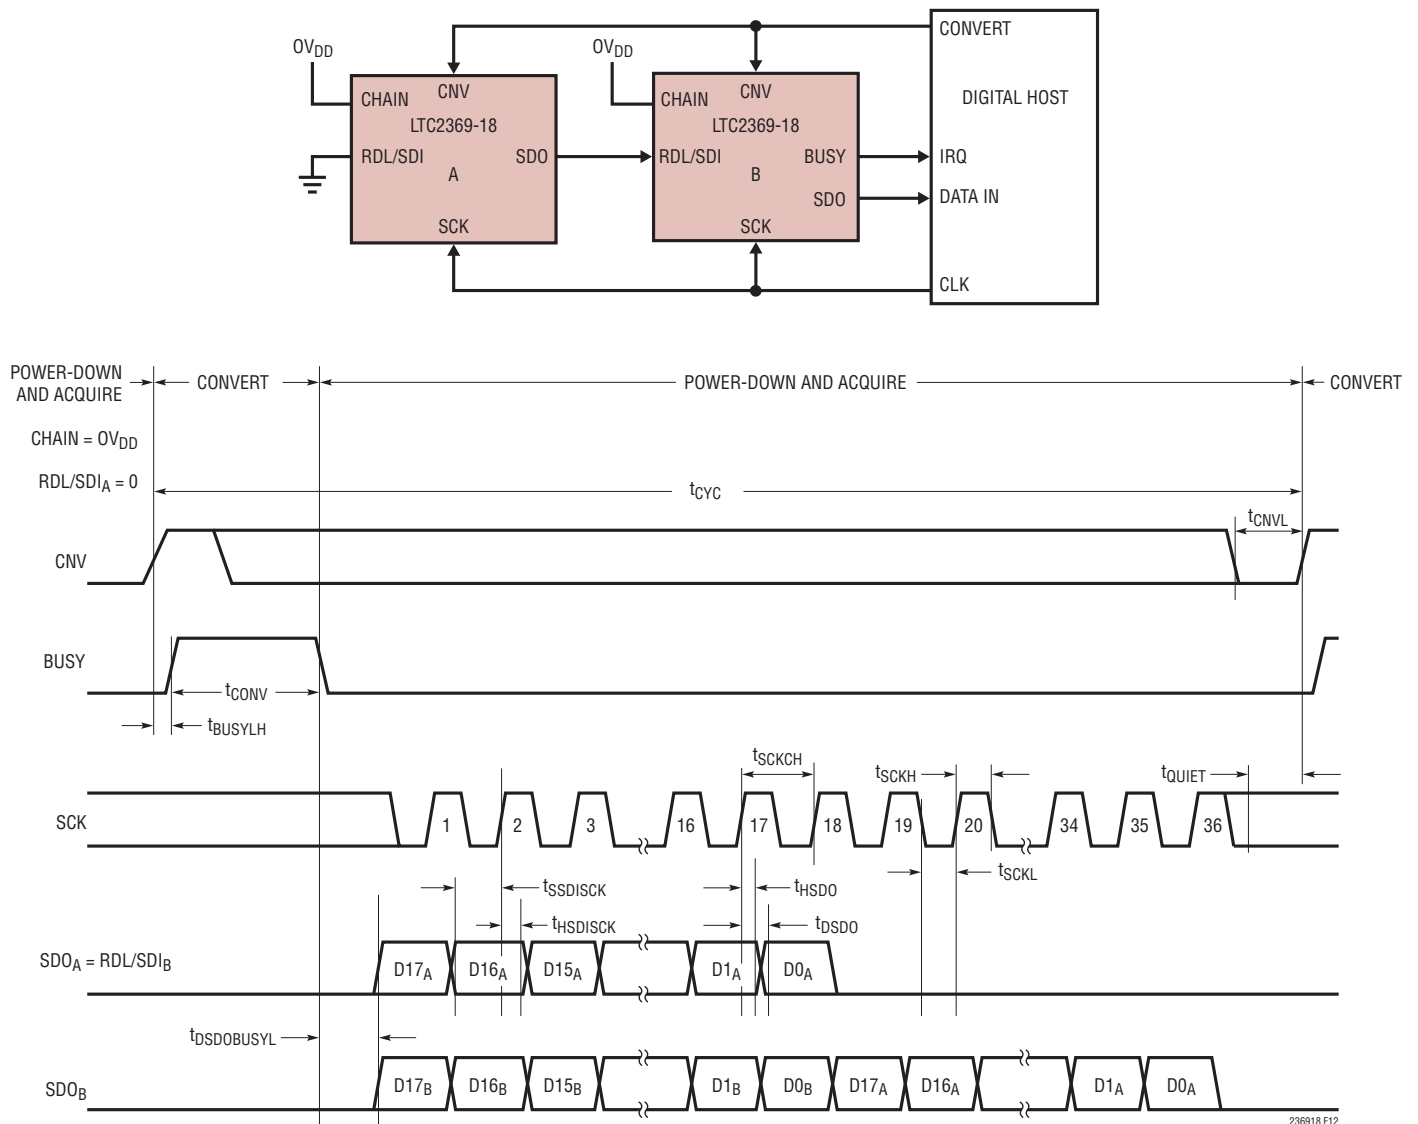 CONVERT
OVDD
OVDD
CHAIN
CNV
CHAIN
CNV
DIGITAL HOST
LTC2369-18
LTC2369-18
RDL/SDI
SDO
RDL/SDI
BUSY
IRQ
A
B
SDO
DATA IN
SCK
SCK
CLK
POWER-DOWN
AND ACQUIRE
CONVERT
POWER-DOWN AND ACQUIRE
CONVERT
CHAIN = OVDD
RDL/SDIA = 0
tCYC
tCNVL
CNV
BUSY
tCONV
tBUSYLH
tSCKCH
tSCKH
tQUIET
SCK
1 2 3 16 17 18 19 20 34 35 36
tSSDISCK
tHSDO
tSCKL
tHSDISCK
tDSDO
SDOA = RDL/SDIB
D17A D16A D15A D1A D0A
tDSDOBUSYL
SDOB
D17B D16B D15B D1B D0B D17A D16A D1A D0A
236918 F12